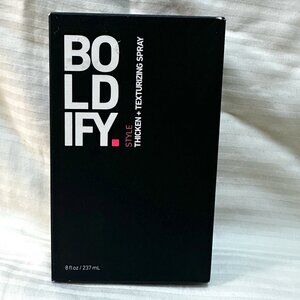 BO
LD
IFY.
STYLE
THICKEN + TEXTURIZING SPRAY
8 fl oz / 237 mL